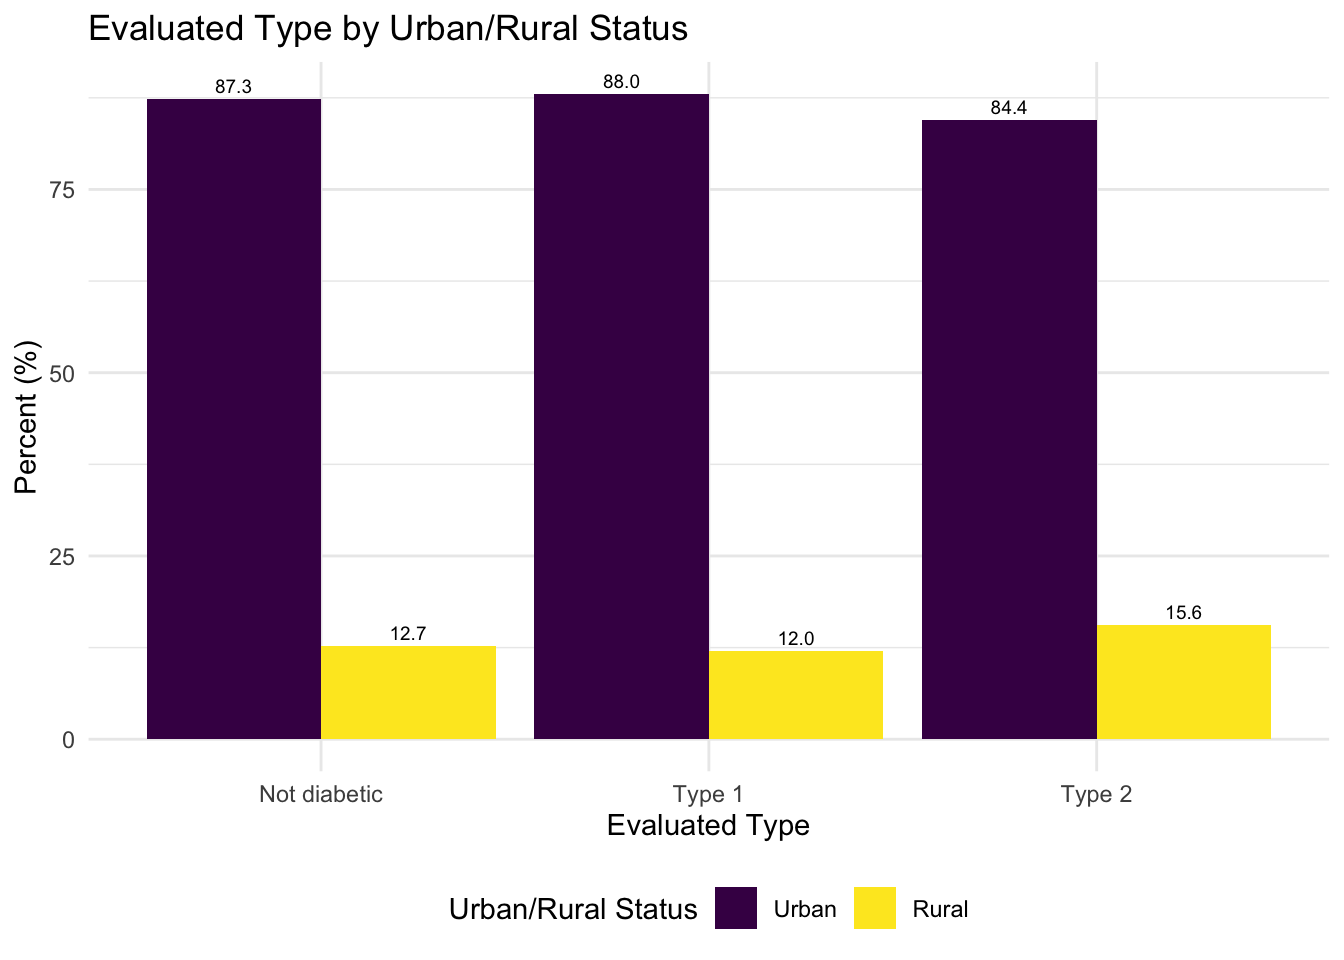 Evaluated Type by Urban/Rural Status
87.3
88.0
84.4
75
50
25
0
12.7
12.0
15.6
Percent (%)
Not diabetic
Type 1
Type 2
Evaluated Type
Urban/Rural Status
Urban
Rural